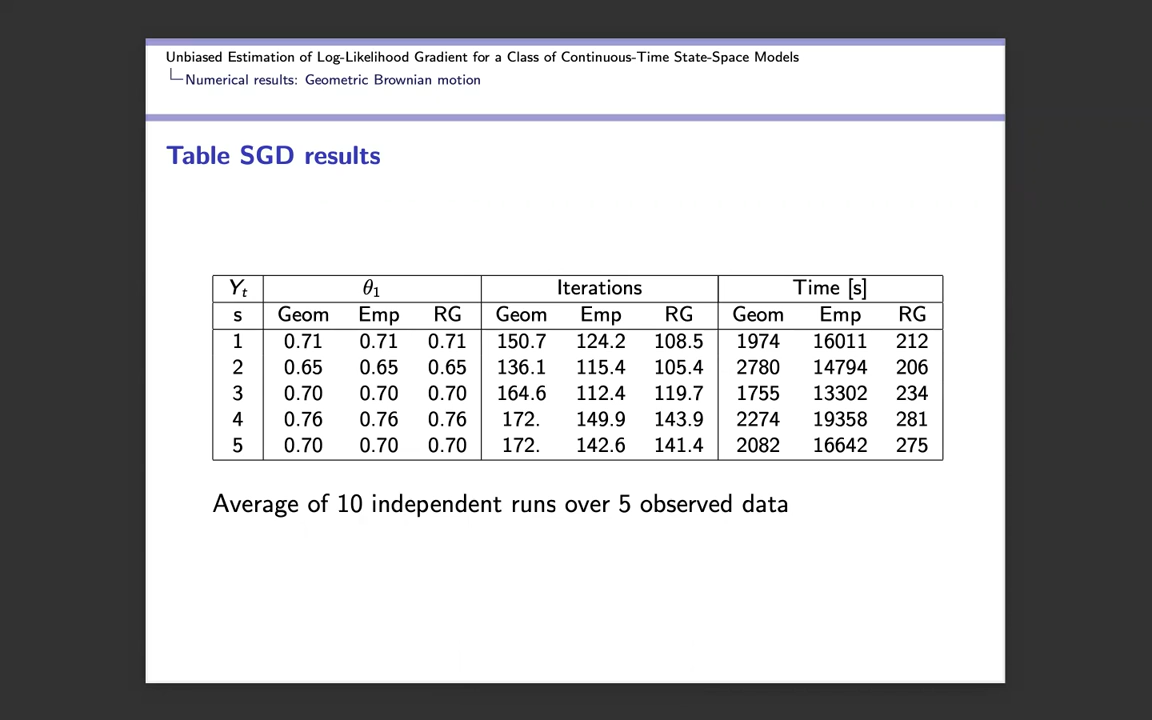 Unbiased Estimation of Log-Likelihood Gradient for a Class of Continuous-Time State-Space Models
Numerical results: Geometric Brownian motion
Table SGD results
Yt θ1 Iterations Time [s]
s Geom Emp RG Geom Emp RG Geom Emp RG
1 0.71 0.71 0.71 150.7 124.2 108.5 1974 16011 212
2 0.65 0.65 0.65 136.1 115.4 105.4 2780 14794 206
3 0.70 0.70 0.70 164.6 112.4 119.7 1755 13302 234
4 0.76 0.76 0.76 172. 149.9 143.9 2274 19358 281
5 0.70 0.70 0.70 172. 142.6 141.4 2082 16642 275
Average of 10 independent runs over 5 observed data